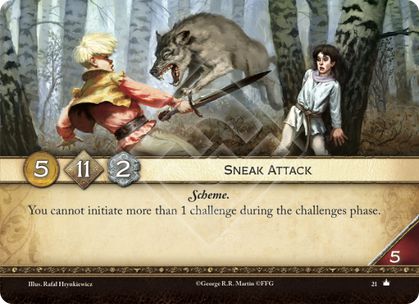 5 11 2 SNEAK ATTACK
Scheme.
You cannot initiate more than 1 challenge during the challenges phase.
5
Illus. Rafal Hrynkiewicz ©George R.R. Martin ©FFG 21